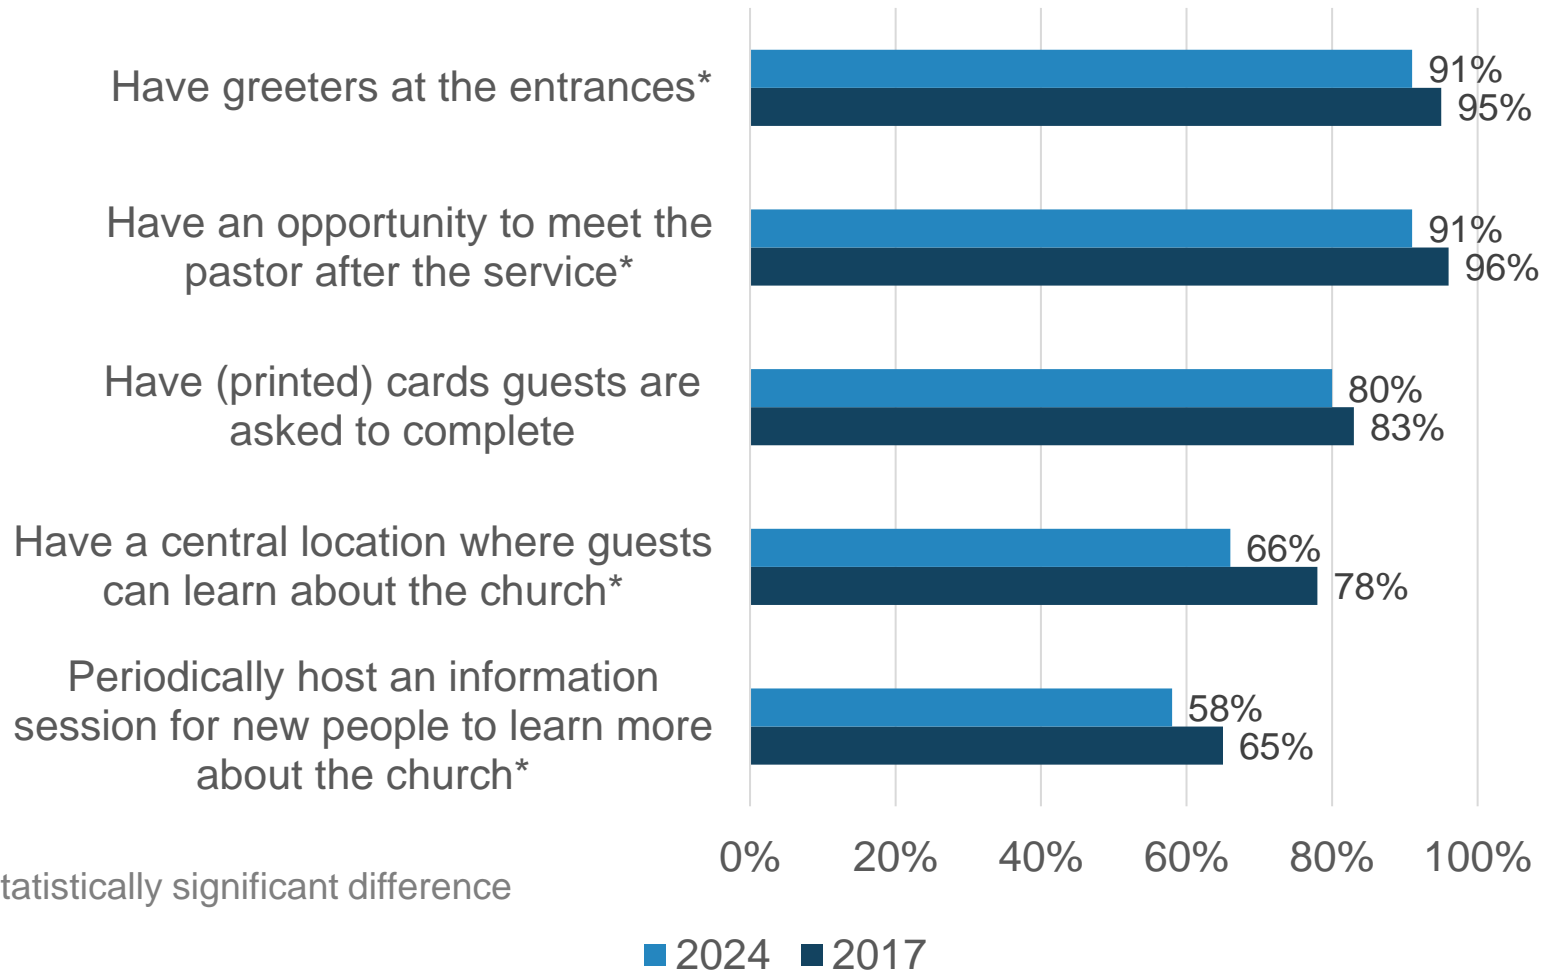 Have greeters at the entrances*
91%
95%
Have an opportunity to meet the
pastor after the service*
91%
96%
Have (printed) cards guests are
asked to complete
80%
83%
Have a central location where guests
can learn about the church*
66%
78%
Periodically host an information
session for new people to learn more
about the church*
58%
65%
0% 20% 40% 60% 80% 100%
tatistically significant difference
2024 2017